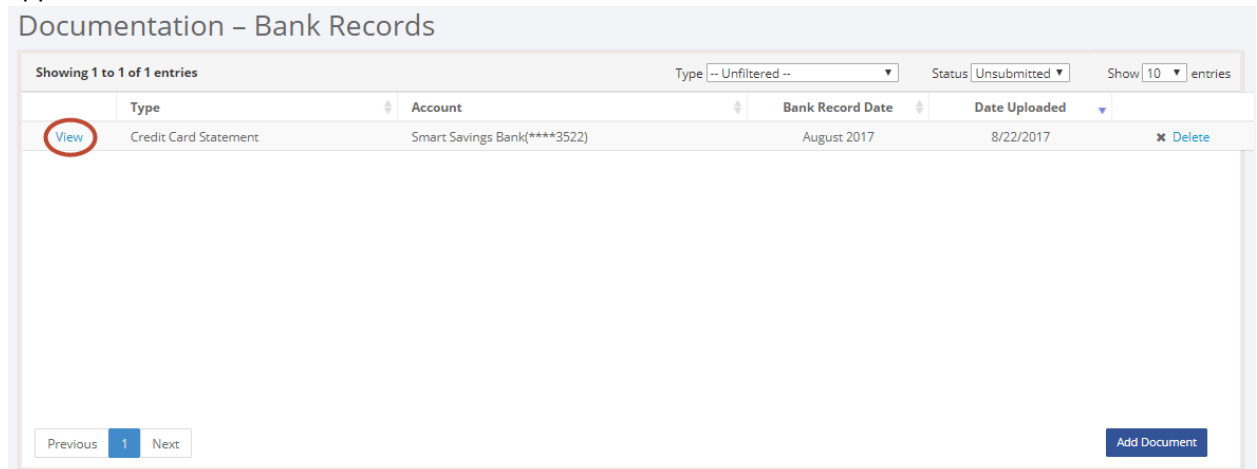 Documentation – Bank Records
Showing 1 to 1 of 1 entries Type -- Unfiltered -- Status Unsubmitted Show 10 entries
Type Account Bank Record Date Date Uploaded
View Credit Card Statement Smart Savings Bank(****3522) August 2017 8/22/2017 ✖ Delete
Previous 1 Next Add Document